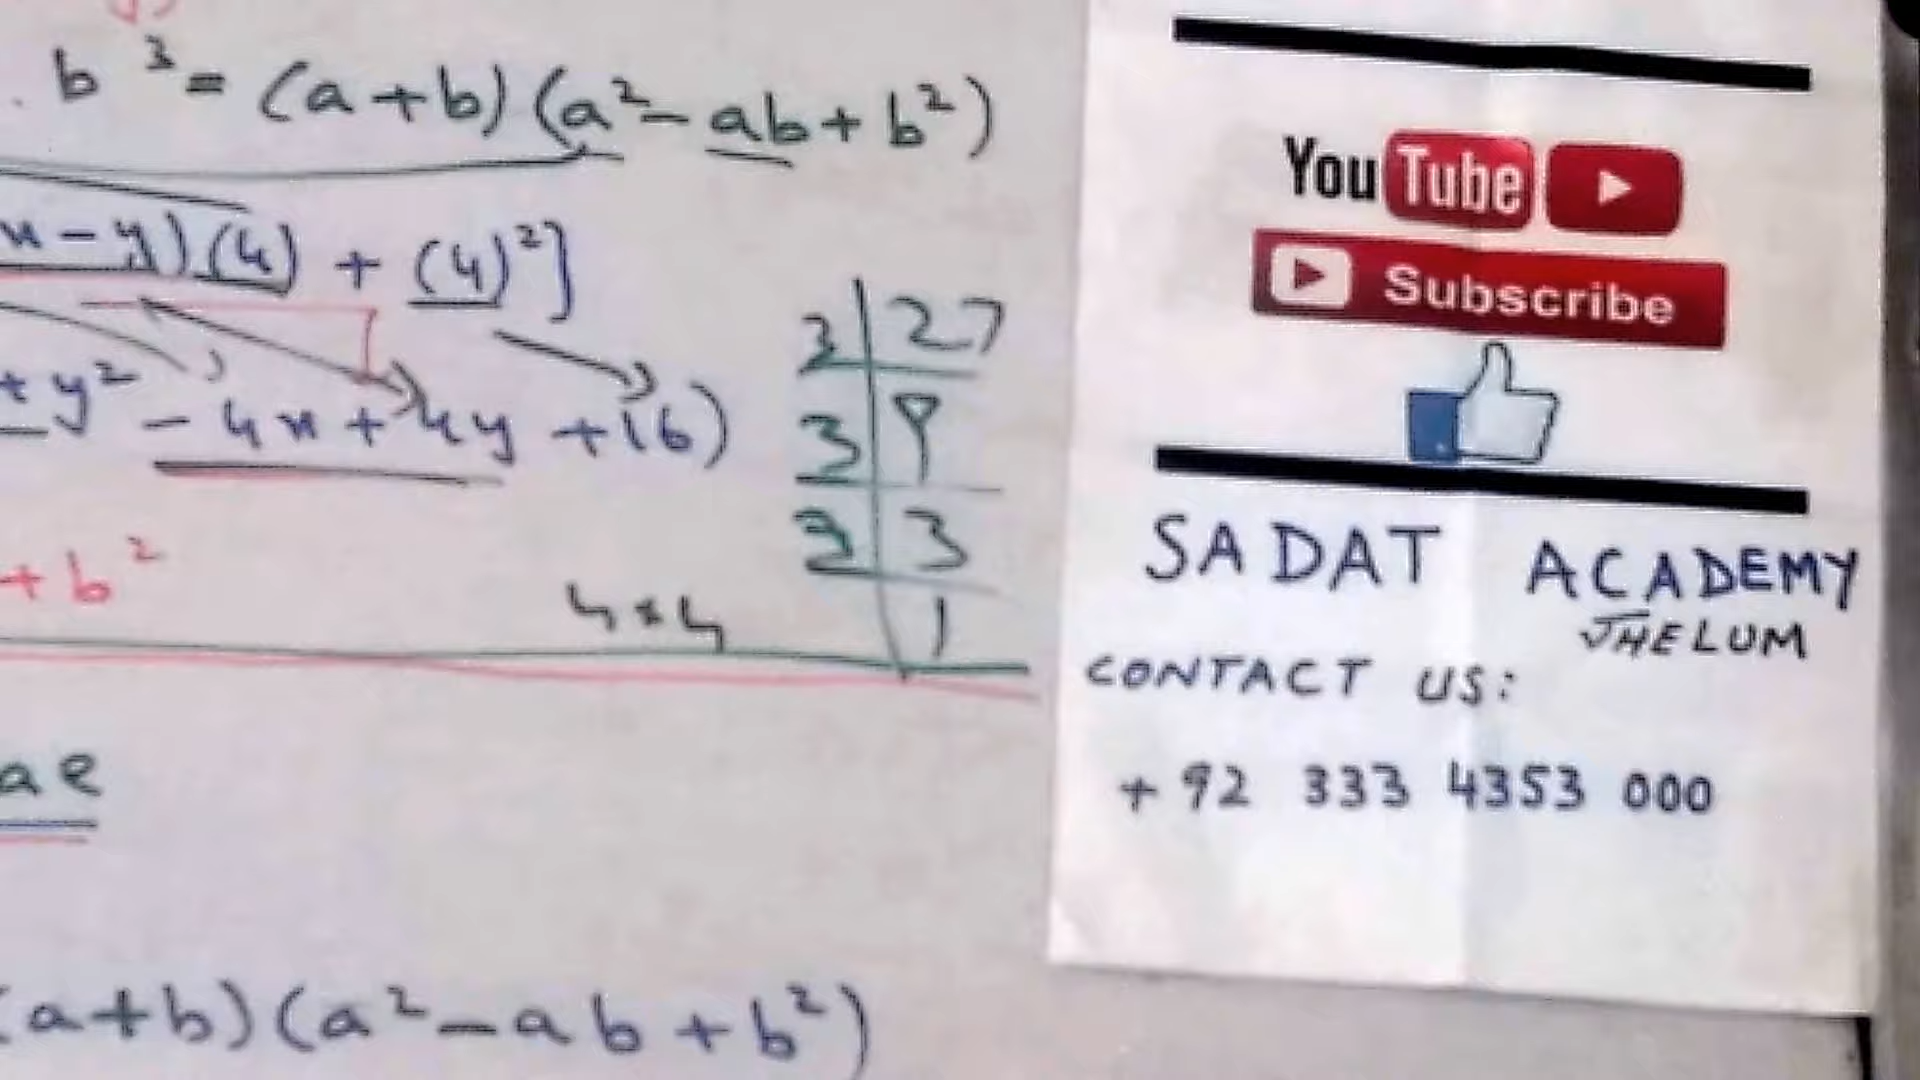 b³ = (a+b)(a²-ab+b²)
x-y)(4) + (4)²]
+y² -4x+4y+16)
3 | 27
3 | 9
3 | 3
1
+b²
4×4
ae
(a+b)(a²-ab+b²)
YouTube
Subscribe
SADAT ACADEMY
JHELUM
CONTACT US:
+92 333 4353 000